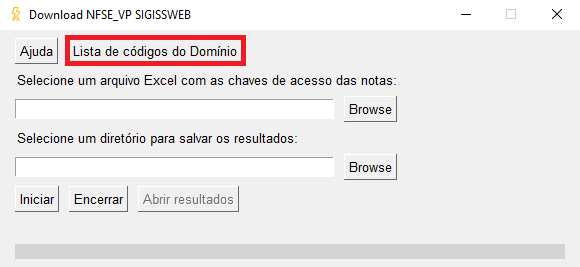 Download NFSE_VP SIGISSWEB
Ajuda Lista de códigos do Domínio
Selecione um arquivo Excel com as chaves de acesso das notas:
Browse
Selecione um diretório para salvar os resultados:
Browse
Iniciar Encerrar Abrir resultados